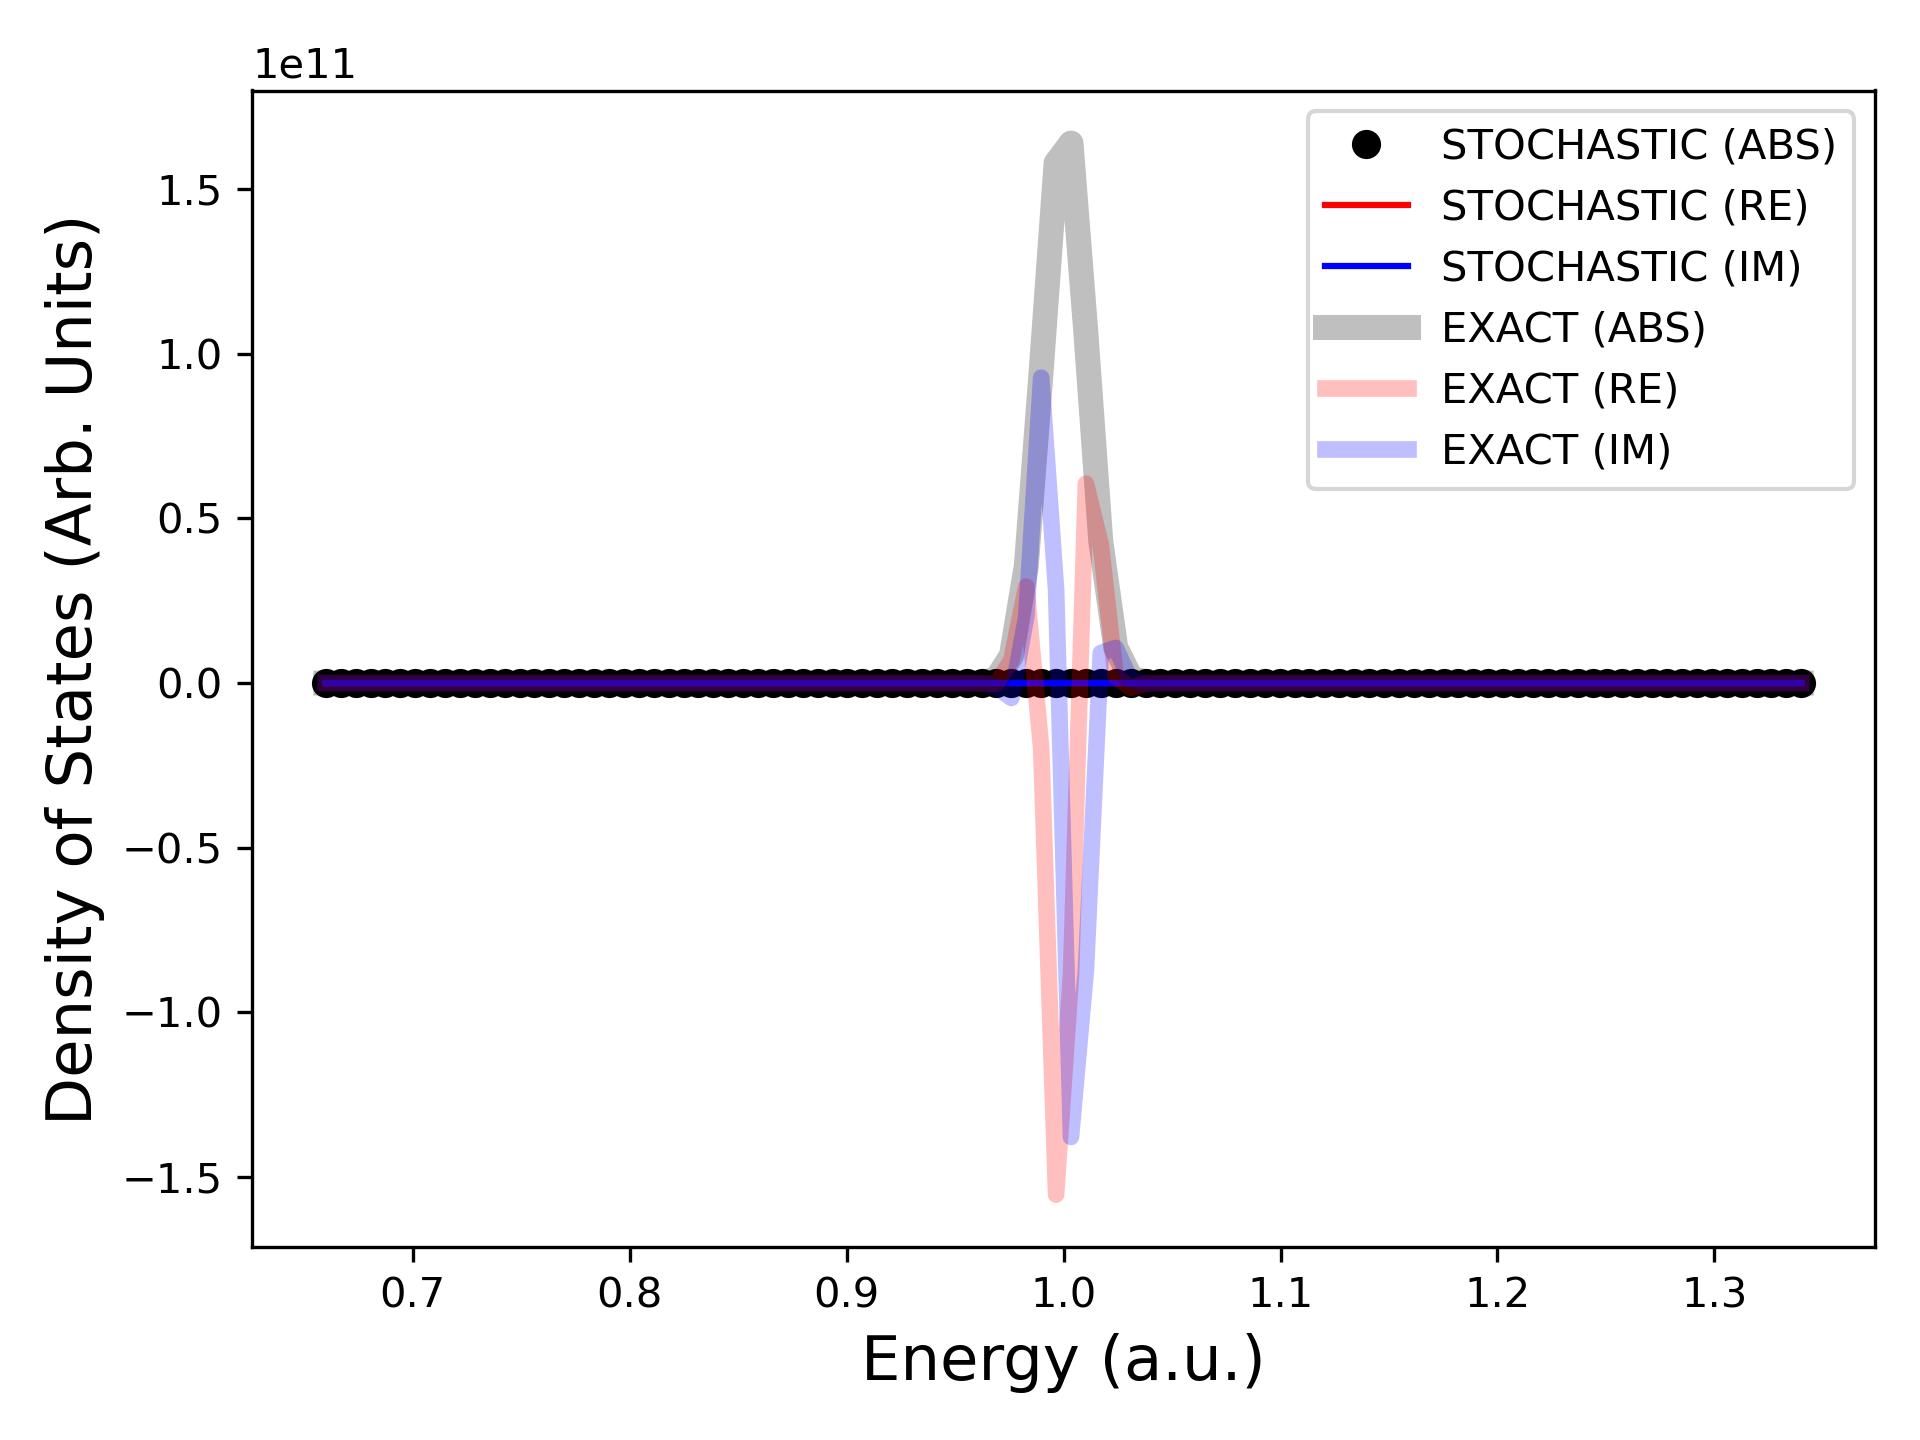 1e11
Density of States (Arb. Units)
1.5
1.0
0.5
0.0
−0.5
−1.0
−1.5
STOCHASTIC (ABS)
STOCHASTIC (RE)
STOCHASTIC (IM)
EXACT (ABS)
EXACT (RE)
EXACT (IM)
0.7 0.8 0.9 1.0 1.1 1.2 1.3
Energy (a.u.)